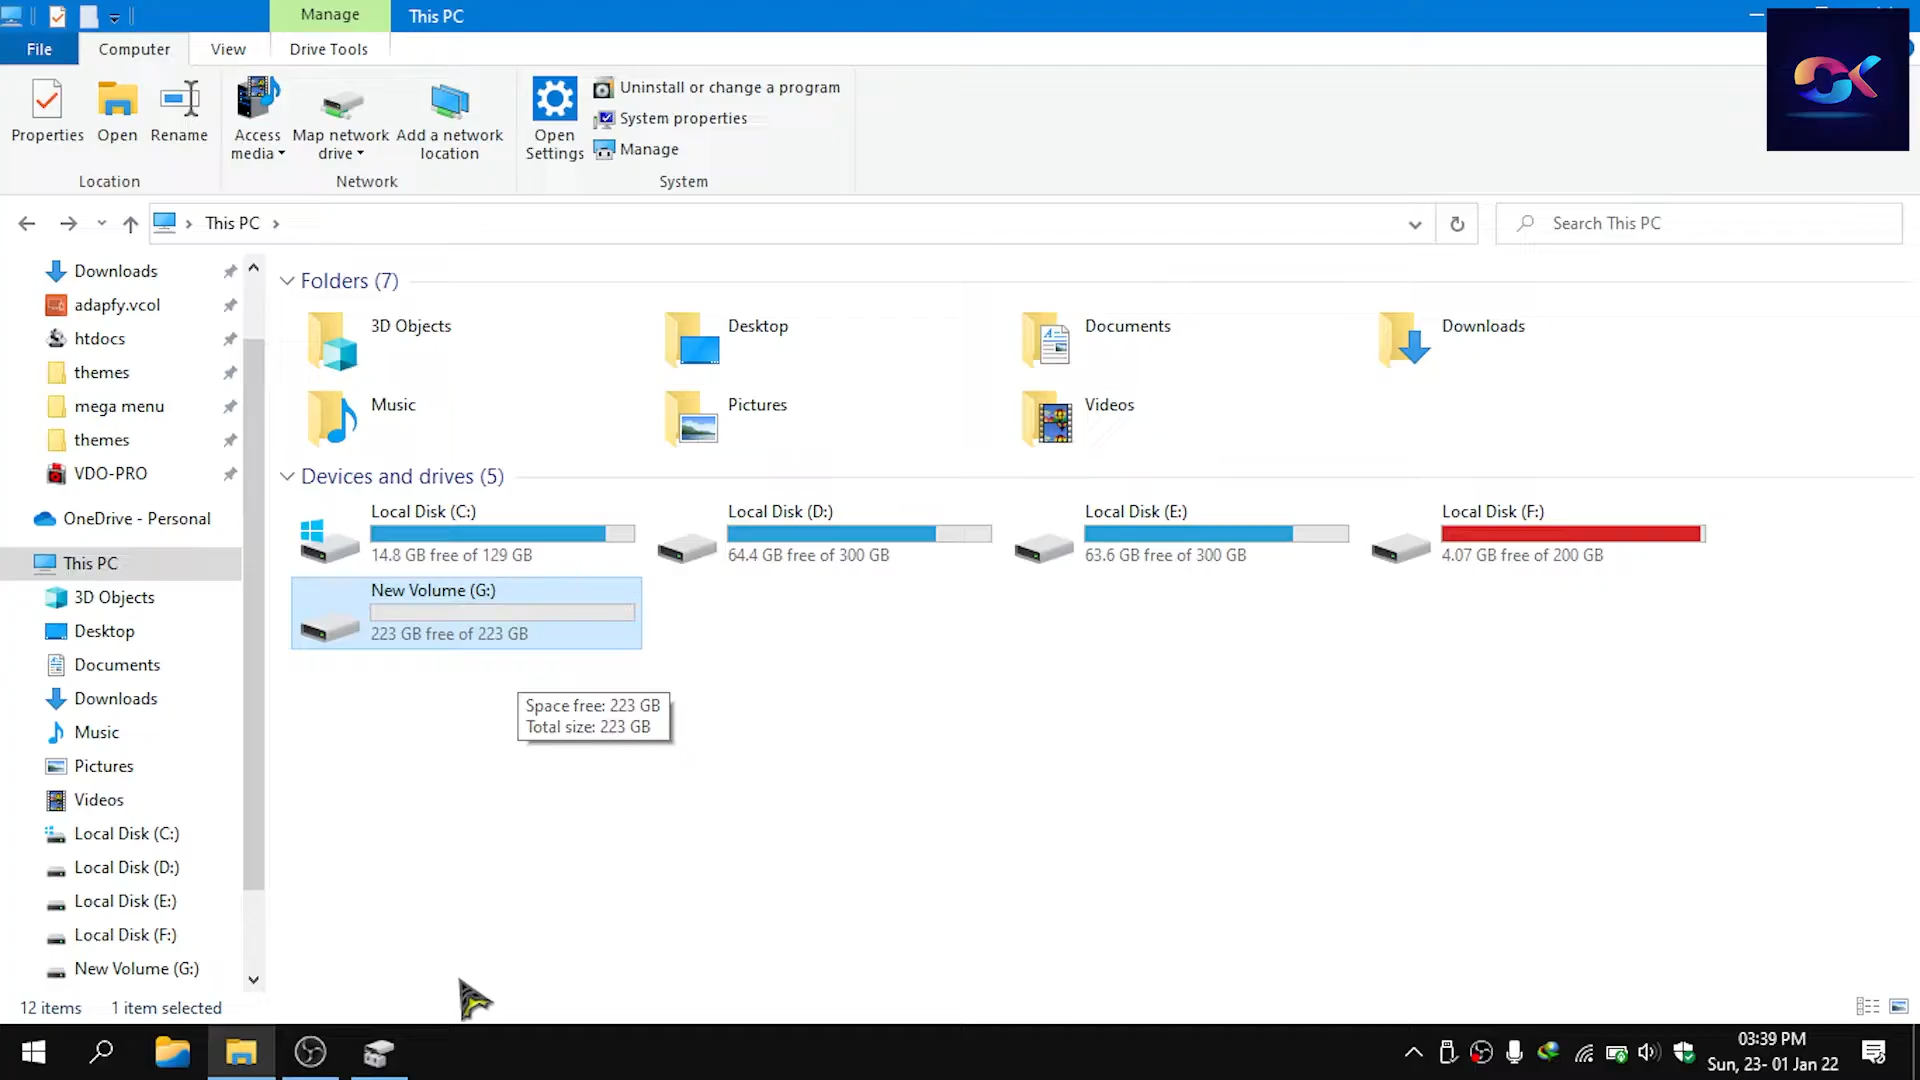 Manage
This PC
File
Computer
View
Drive Tools
Properties
Open
Rename
Access media
Map network drive
Add a network location
Open Settings
Uninstall or change a program
System properties
Manage
Location
Network
System
This PC
Search This PC
Downloads
adapfy.vcol
htdocs
themes
mega menu
themes
VDO-PRO
OneDrive - Personal
This PC
3D Objects
Desktop
Documents
Downloads
Music
Pictures
Videos
Local Disk (C:)
Local Disk (D:)
Local Disk (E:)
Local Disk (F:)
New Volume (G:)
Folders (7)
3D Objects
Desktop
Documents
Downloads
Music
Pictures
Videos
Devices and drives (5)
Local Disk (C:)
14.8 GB free of 129 GB
Local Disk (D:)
64.4 GB free of 300 GB
Local Disk (E:)
63.6 GB free of 300 GB
Local Disk (F:)
4.07 GB free of 200 GB
New Volume (G:)
223 GB free of 223 GB
Space free: 223 GB
Total size: 223 GB
12 items
1 item selected
03:39 PM
Sun, 23- 01 Jan 22